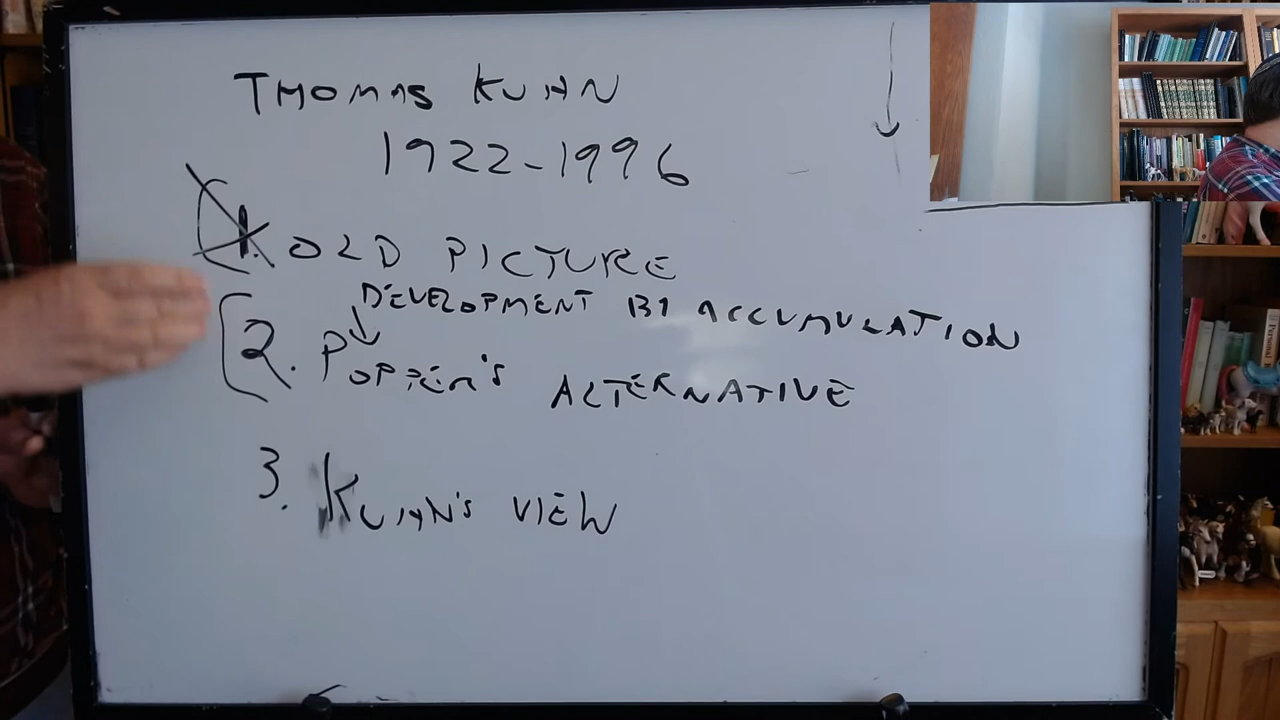 THOMAS KUHN
1922-1996
1. OLD PICTURE
DEVELOPMENT BY ACCUMULATION
2. POPPER'S ALTERNATIVE
3. KUHN'S VIEW